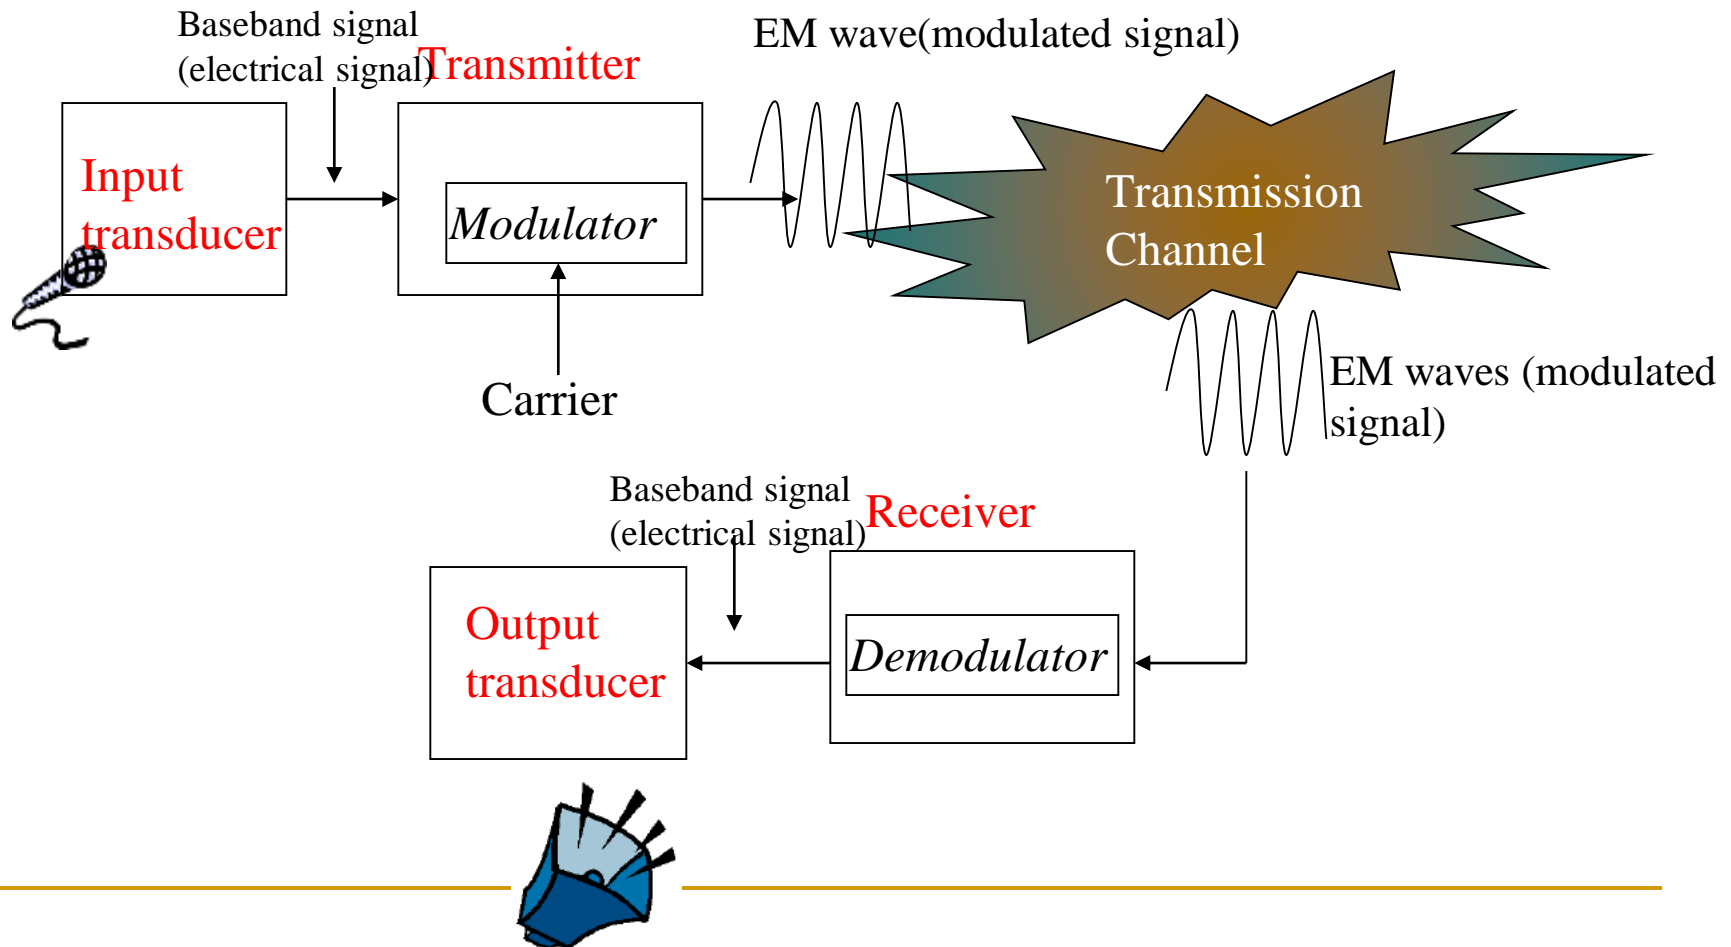 Baseband signal
(electrical signal)
Transmitter
EM wave(modulated signal)
Input
transducer
Modulator
Carrier
Transmission
Channel
EM waves (modulated
signal)
Baseband signal
(electrical signal)
Receiver
Demodulator
Output
transducer